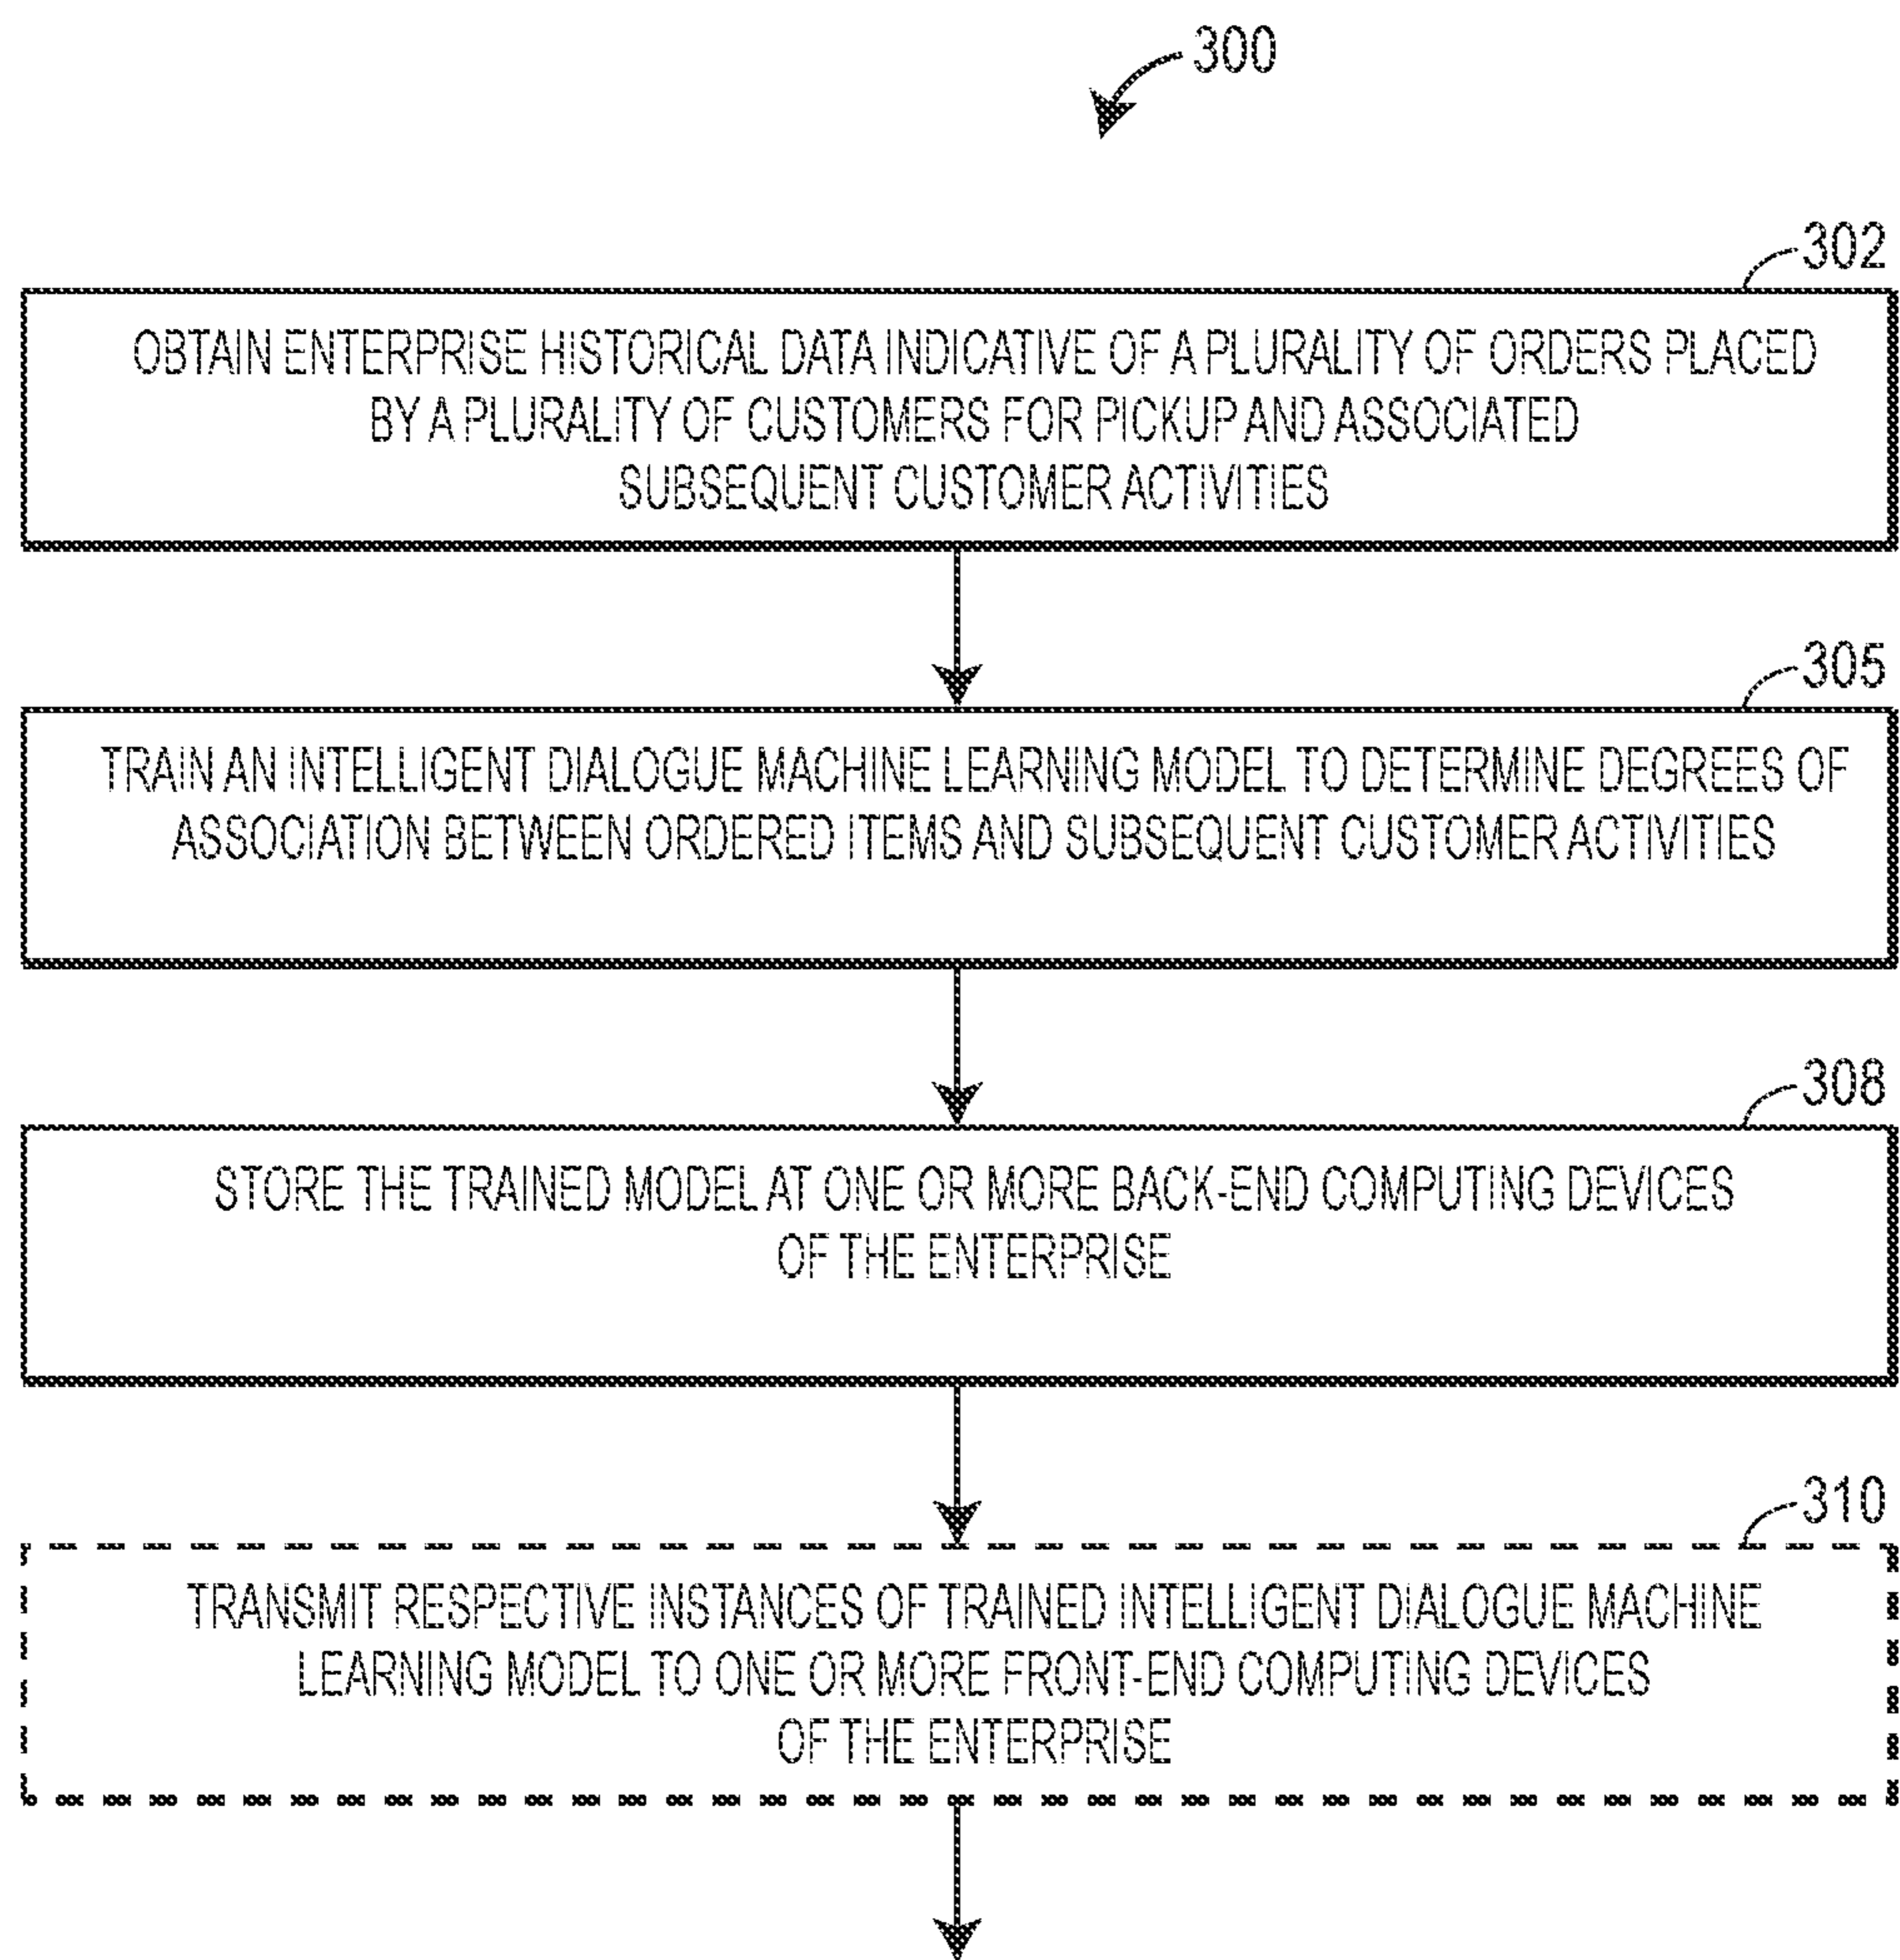 300
302
OBTAIN ENTERPRISE HISTORICAL DATA INDICATIVE OF A PLURALITY OF ORDERS PLACED
BY A PLURALITY OF CUSTOMERS FOR PICKUP AND ASSOCIATED
SUBSEQUENT CUSTOMER ACTIVITIES
305
TRAIN AN INTELLIGENT DIALOGUE MACHINE LEARNING MODEL TO DETERMINE DEGREES OF
ASSOCIATION BETWEEN ORDERED ITEMS AND SUBSEQUENT CUSTOMER ACTIVITIES
308
STORE THE TRAINED MODEL AT ONE OR MORE BACK-END COMPUTING DEVICES
OF THE ENTERPRISE
310
TRANSMIT RESPECTIVE INSTANCES OF TRAINED INTELLIGENT DIALOGUE MACHINE
LEARNING MODEL TO ONE OR MORE FRONT-END COMPUTING DEVICES
OF THE ENTERPRISE